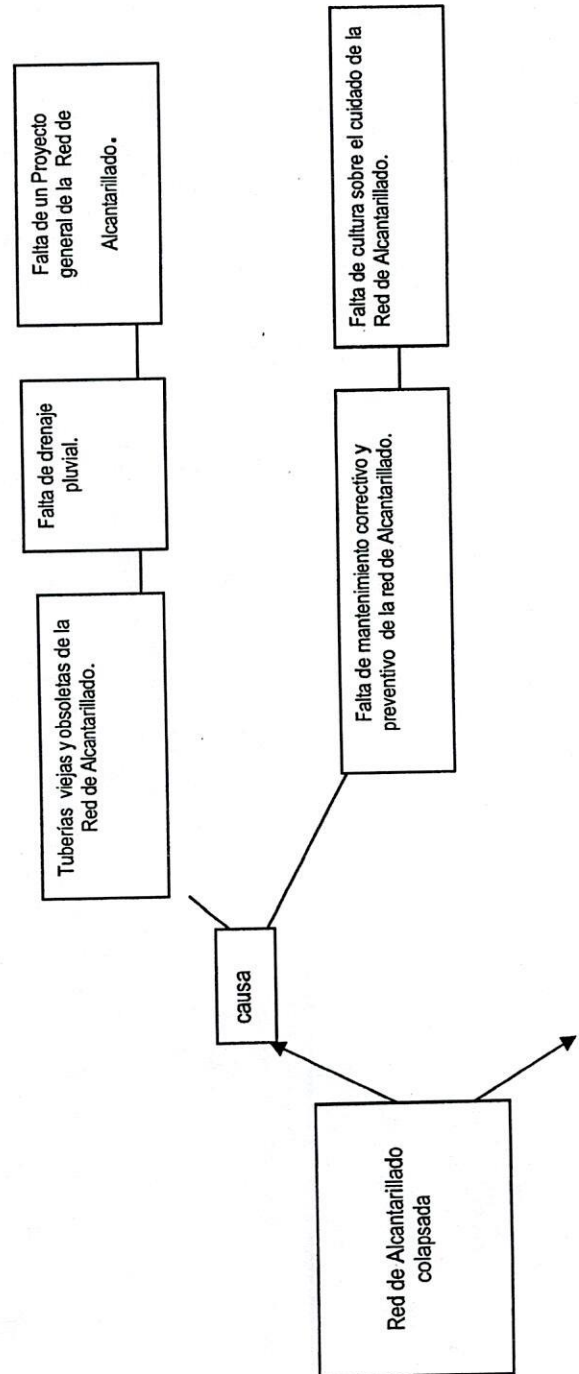 Red de Alcantarillado
colapsada
causa
Tuberías viejas y obsoletas de la
Red de Alcantarillado.
Falta de drenaje
pluvial.
Falta de un Proyecto
general de la Red de
Alcantarillado.
Falta de mantenimiento correctivo y
preventivo de la red de Alcantarillado.
Falta de cultura sobre el cuidado de la
Red de Alcantarillado.